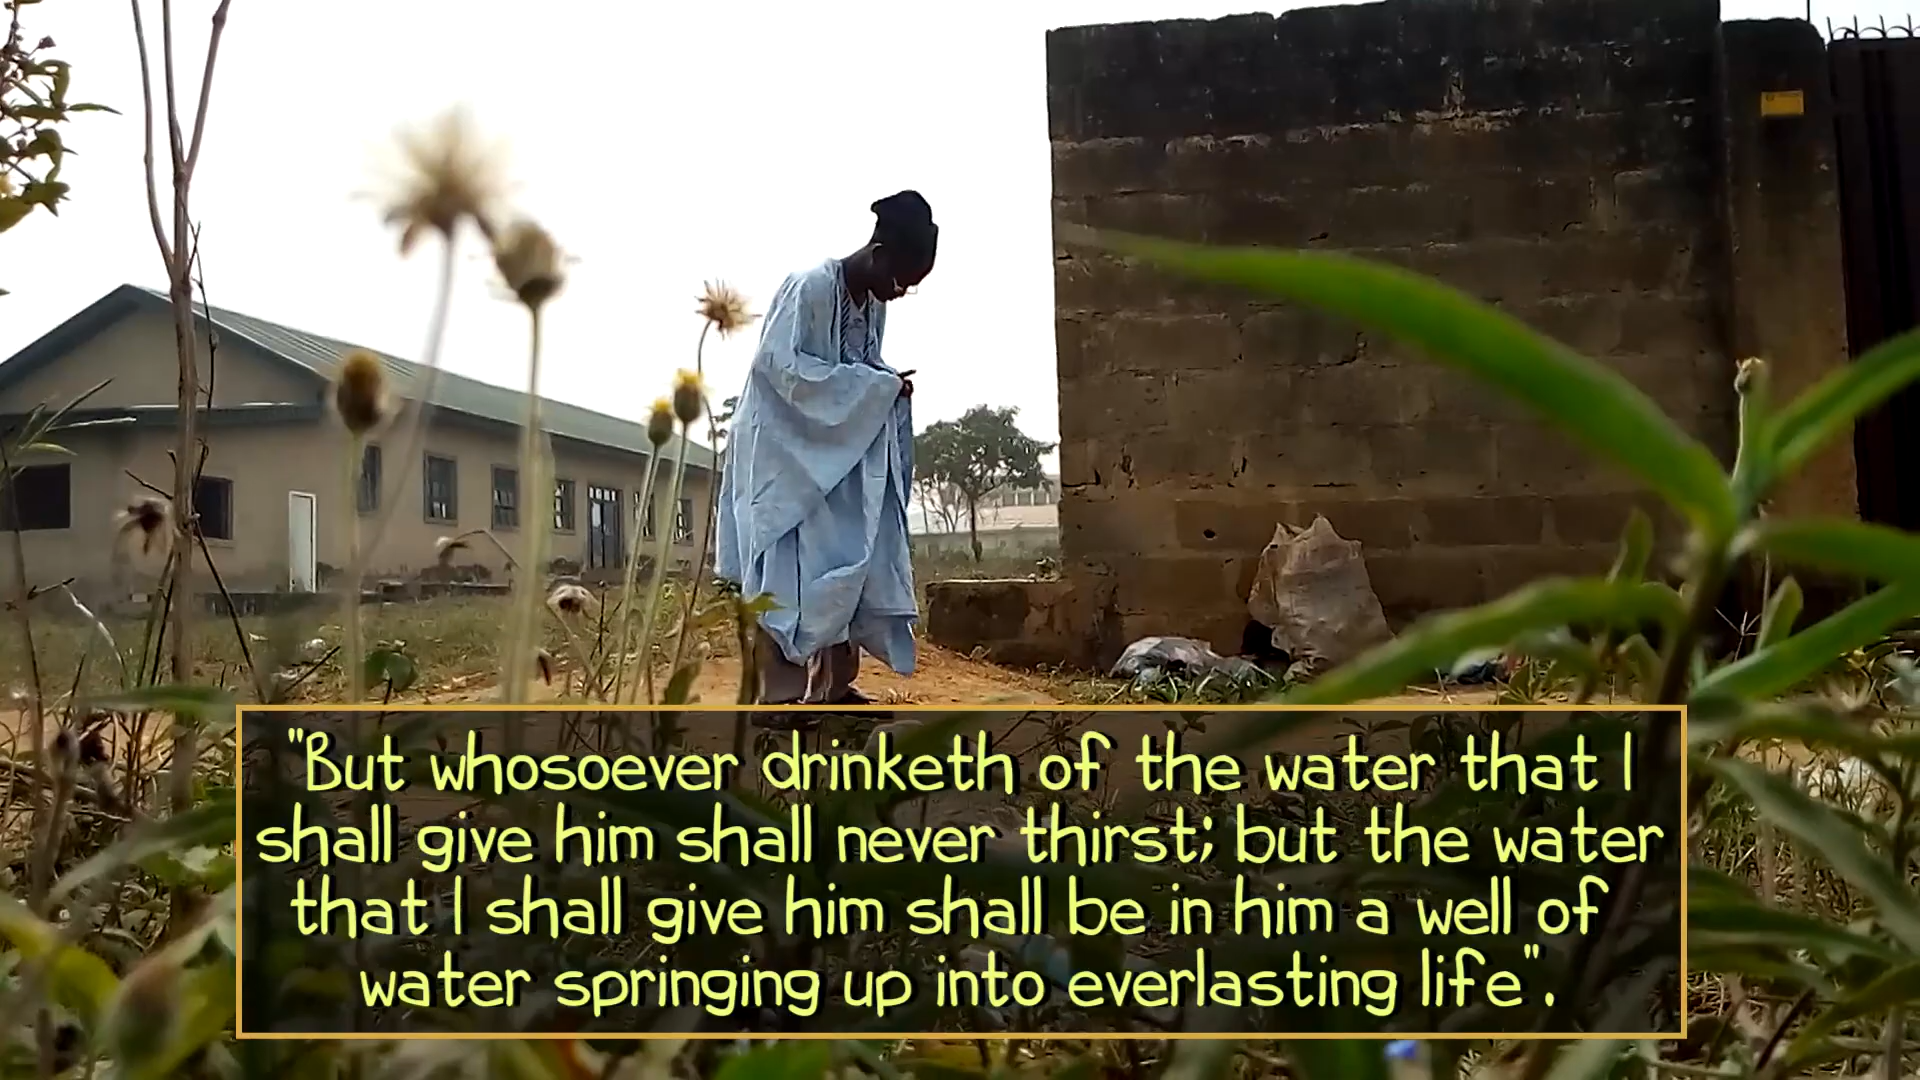 "But whosoever drinketh of the water that I
shall give him shall never thirst; but the water
that I shall give him shall be in him a well of
water springing up into everlasting life".